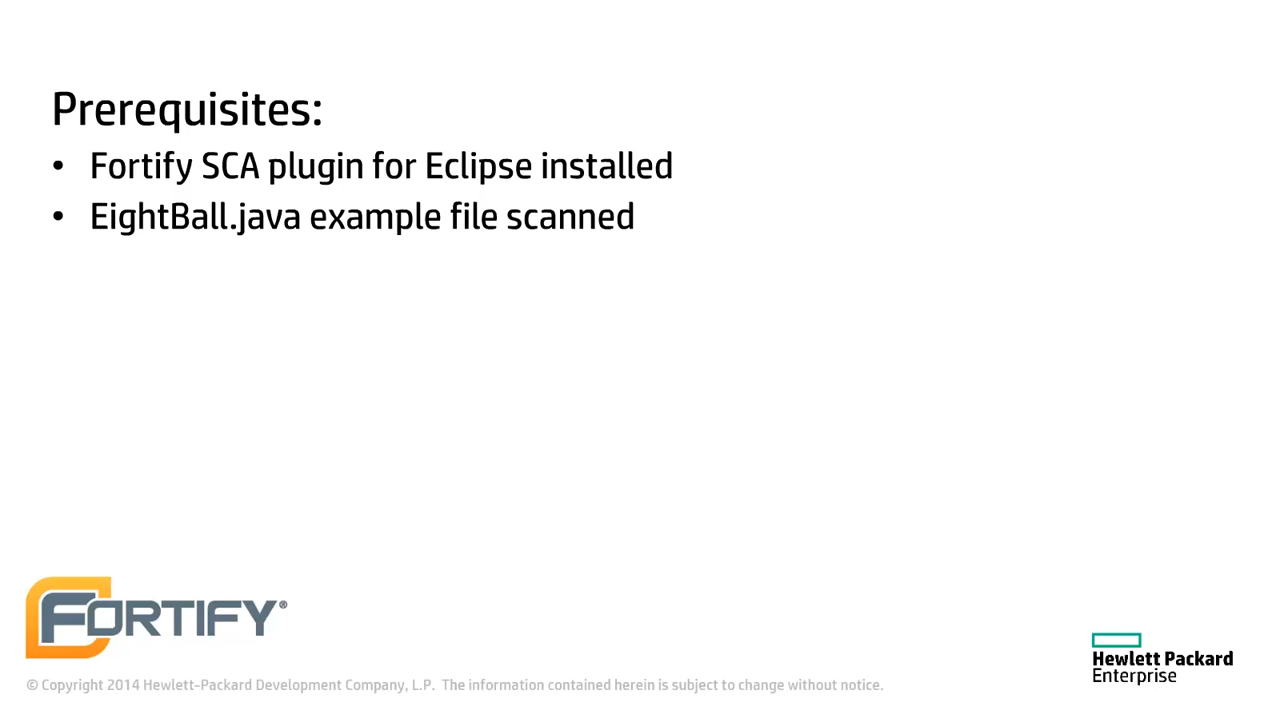 Prerequisites:
• Fortify SCA plugin for Eclipse installed
• EightBall.java example file scanned
FORTIFY®
Hewlett Packard
Enterprise
© Copyright 2014 Hewlett-Packard Development Company, L.P. The information contained herein is subject to change without notice.